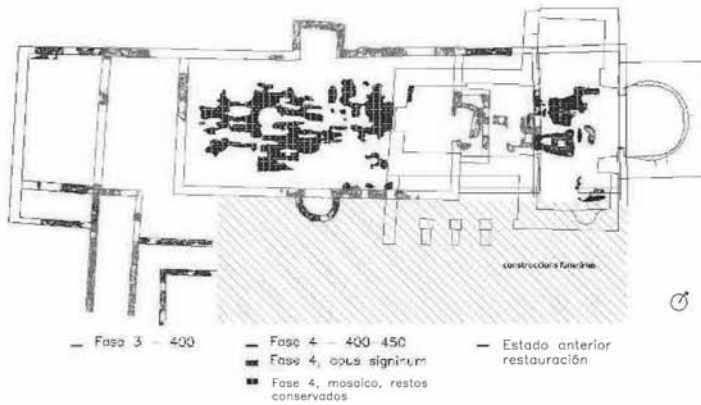 construccions funeràries
Fase 3 – 400
Fase 4 – 400-450
Fase 4, opus signinum
Fase 4, mosaico, restos
conservados
Estado anterior
restauración